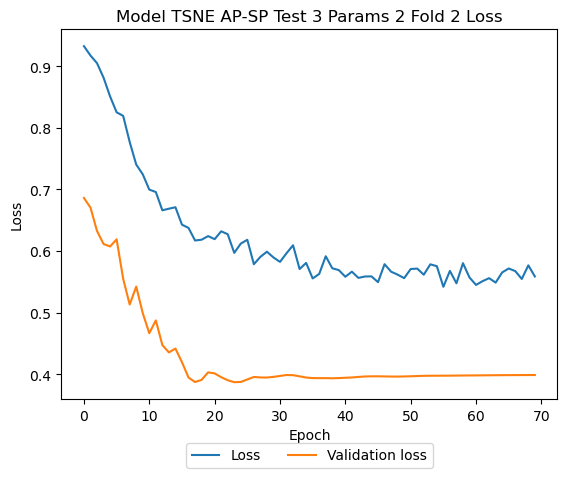 Model TSNE AP-SP Test 3 Params 2 Fold 2 Loss
Loss
0.9
0.8
0.7
0.6
0.5
0.4
0 10 20 30 40 50 60 70
Epoch
Loss Validation loss